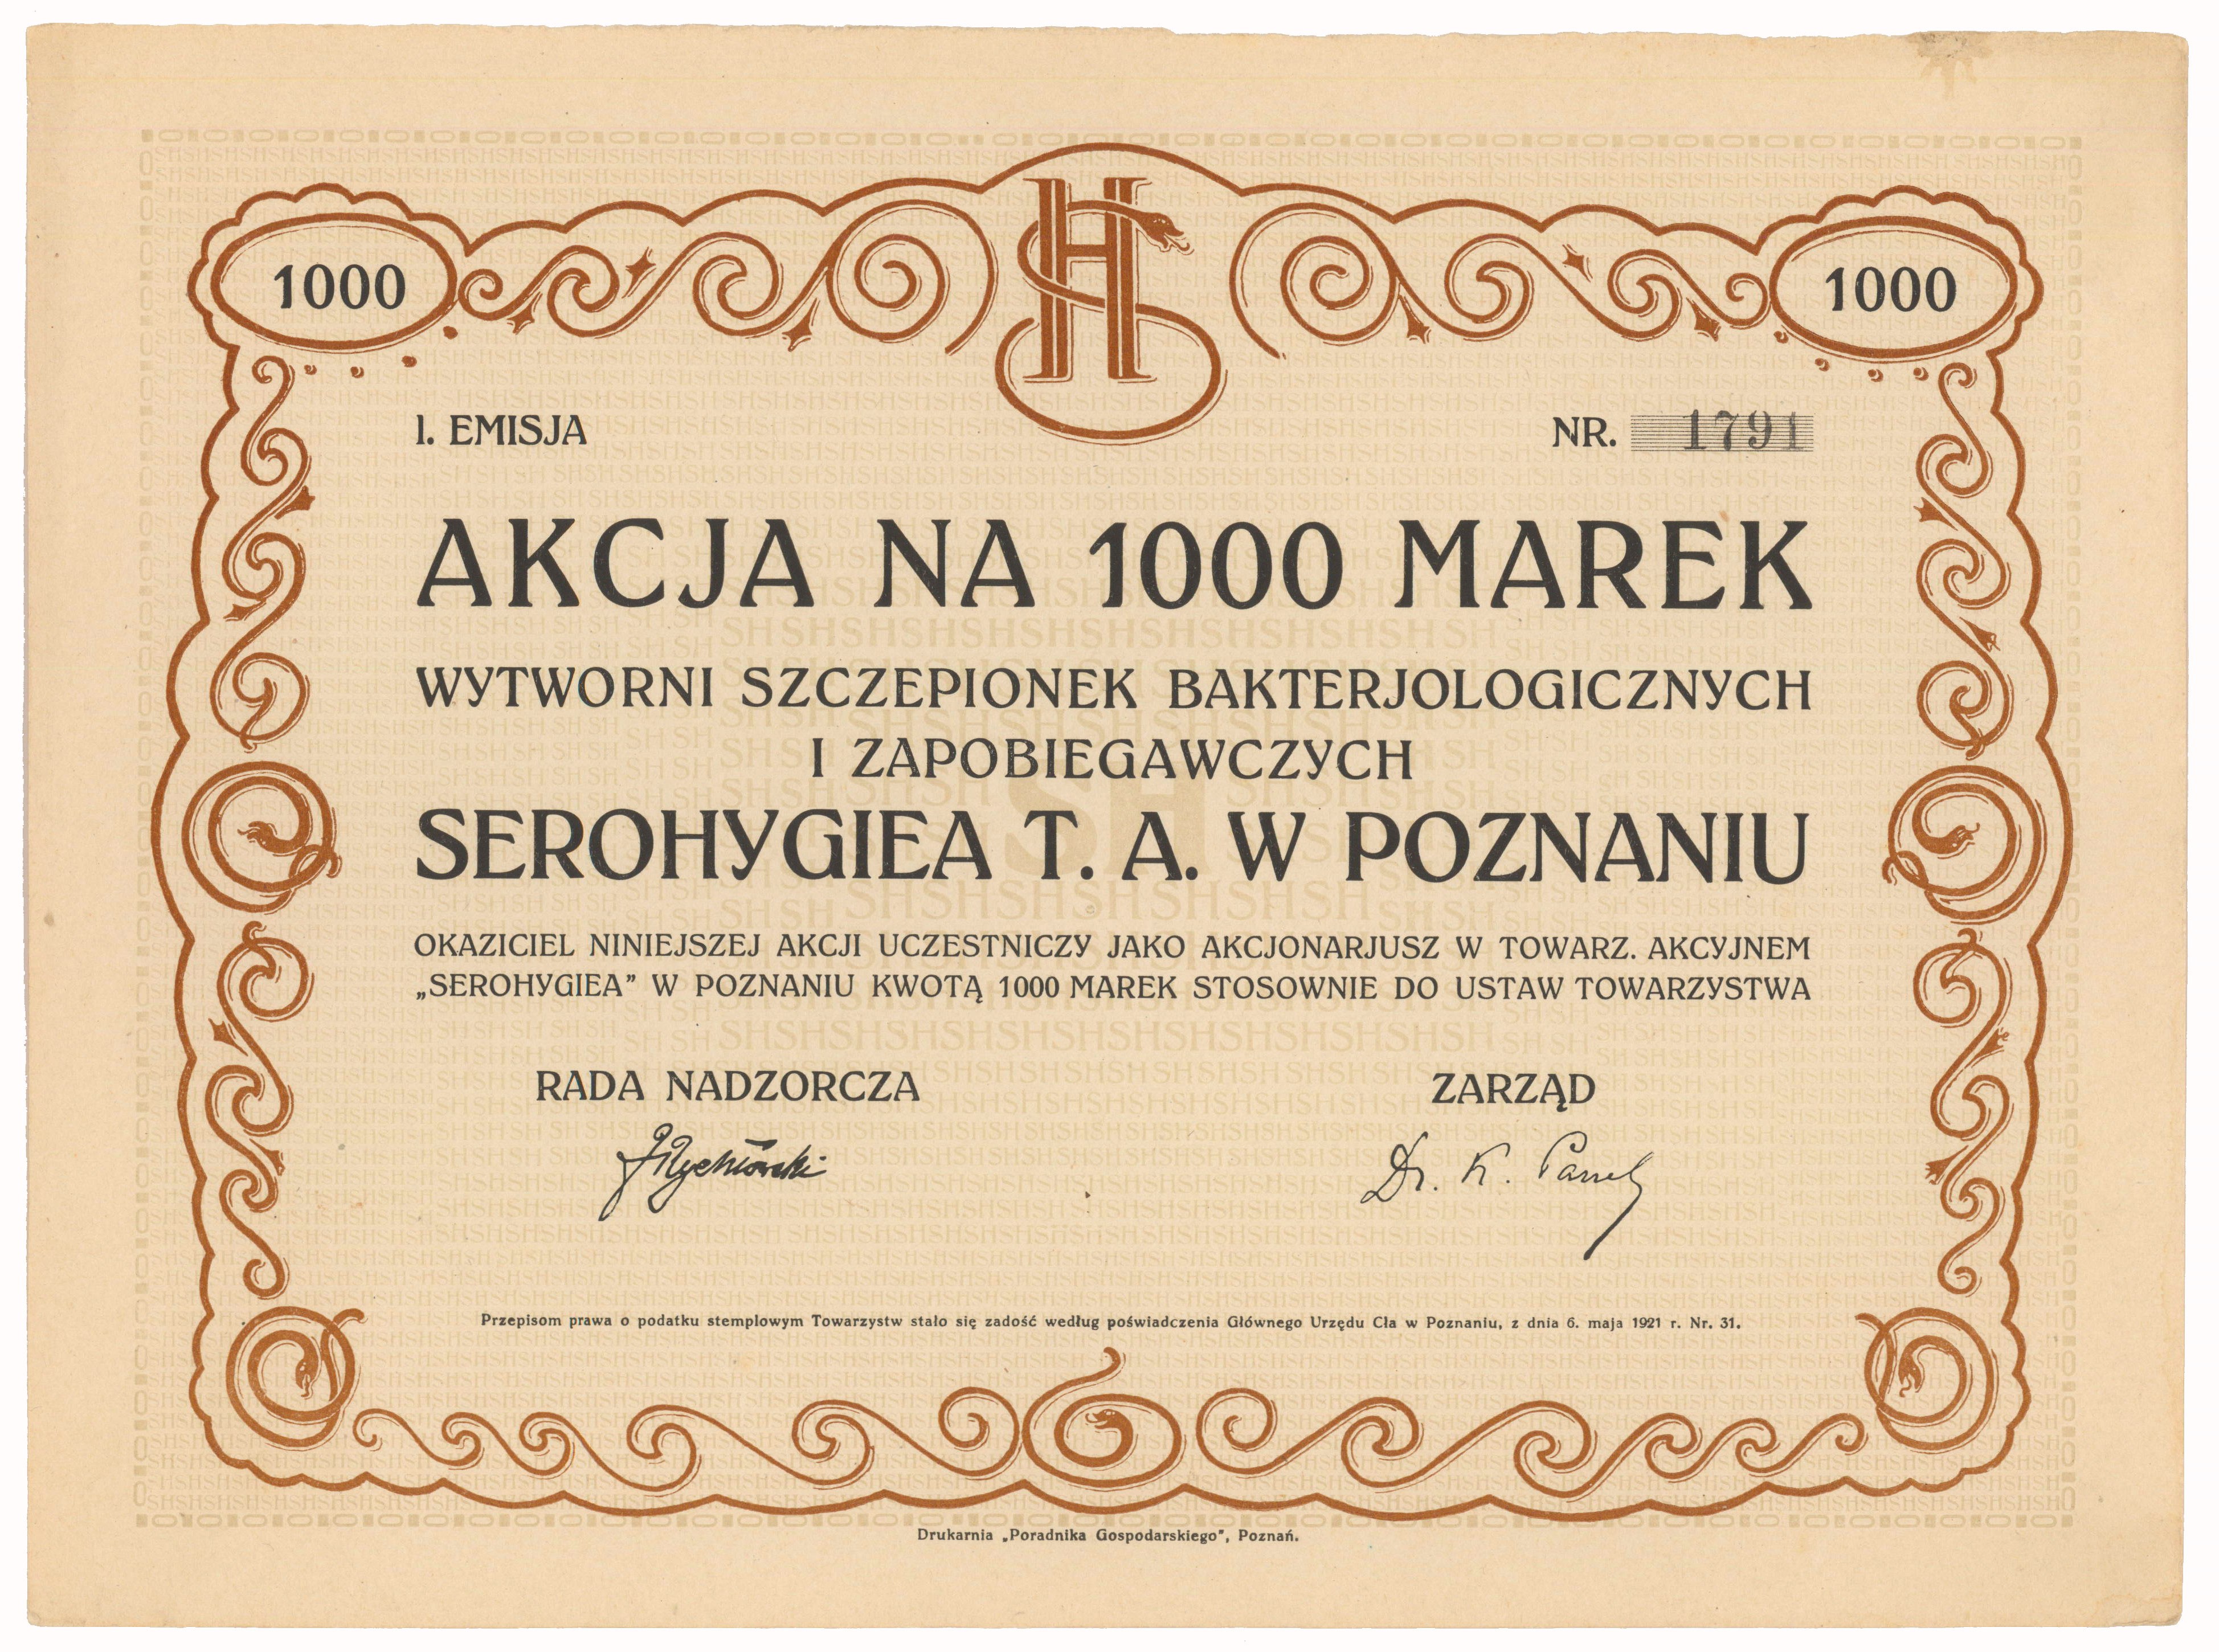 1000
1000
I. EMISJA
NR. 1791
AKCJA NA 1000 MAREK
WYTWORNI SZCZEPIONEK BAKTERJOLOGICZNYCH
I ZAPOBIEGAWCZYCH
SEROHYGIEA T. A. W POZNANIU
OKAZICIEL NINIEJSZEJ AKCJI UCZESTNICZY JAKO AKCJONARJUSZ W TOWARZ. AKCYJNEM
„SEROHYGIEA” W POZNANIU KWOTĄ 1000 MAREK STOSOWNIE DO USTAW TOWARZYSTWA
RADA NADZORCZA
ZARZĄD
Dr. K.
Przepisom prawa o podatku stemplowym Towarzystw stało się zadość według poświadczenia Głównego Urzędu Cła w Poznaniu, z dnia 6. maja 1921 r. Nr. 31.
Drukarnia „Poradnika Gospodarskiego”, Poznań.